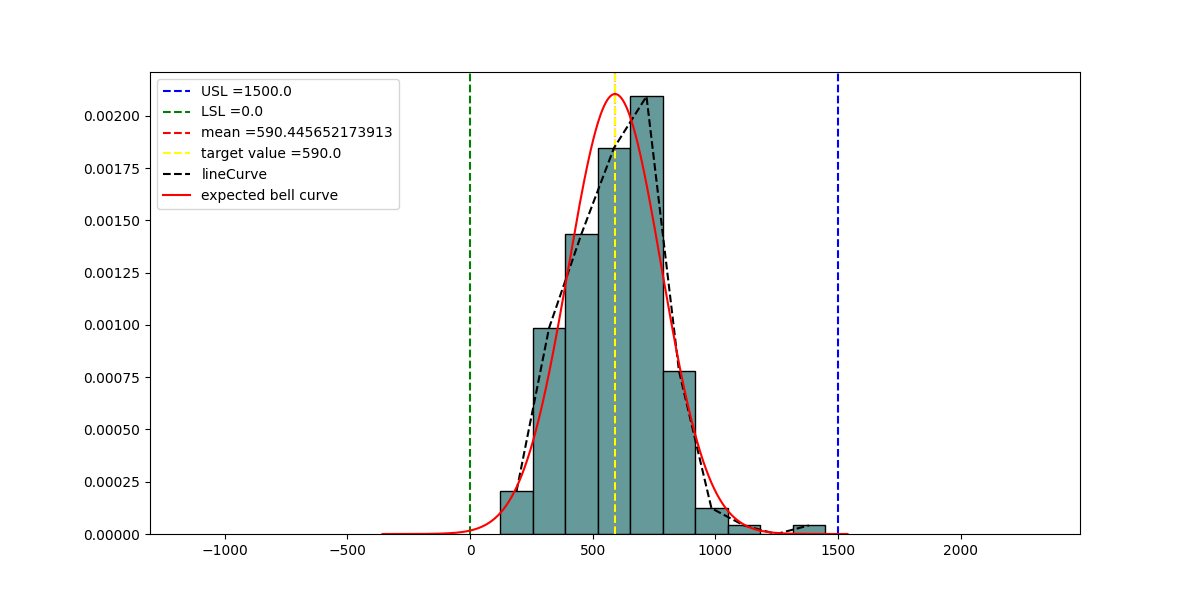 USL =1500.0
LSL =0.0
mean =590.445652173913
target value =590.0
lineCurve
expected bell curve
0.00200
0.00175
0.00150
0.00125
0.00100
0.00075
0.00050
0.00025
0.00000
−1000 −500 0 500 1000 1500 2000